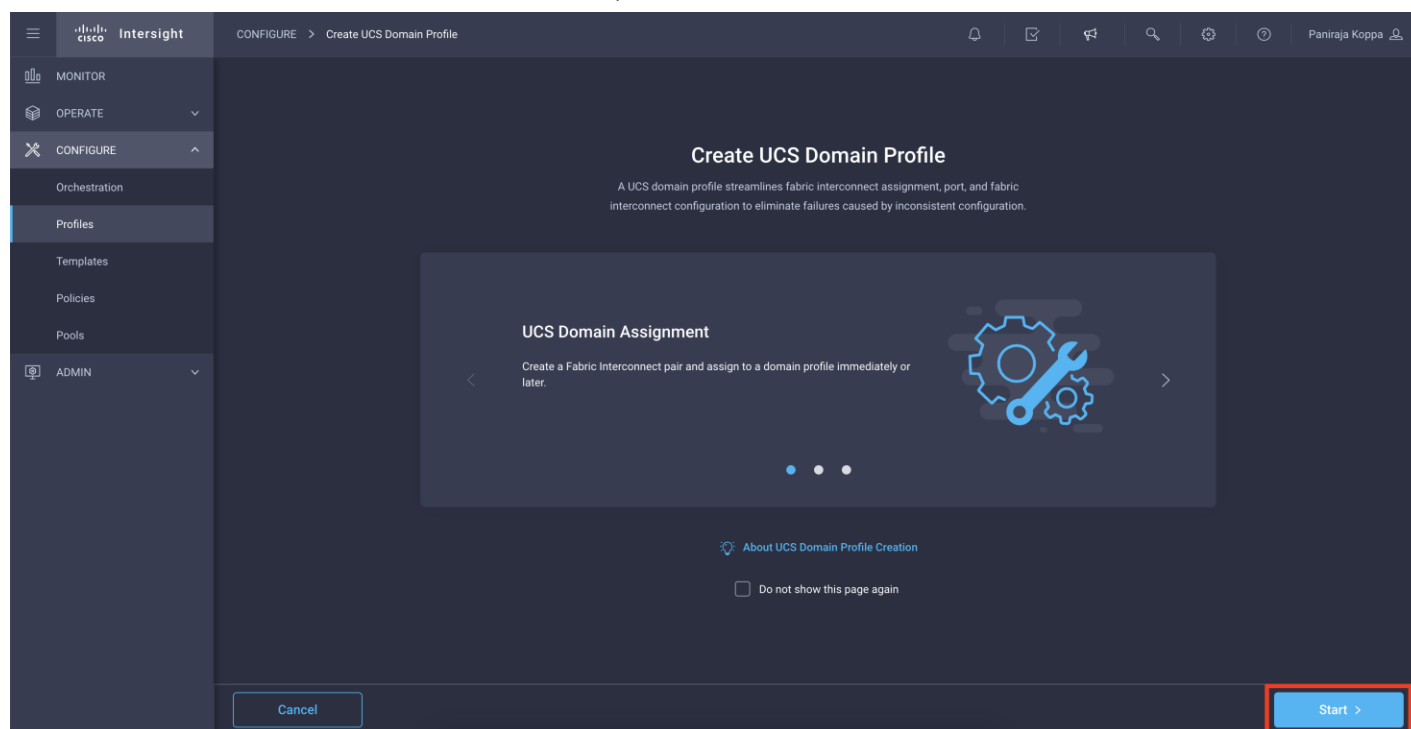 cisco Intersight
CONFIGURE > Create UCS Domain Profile
Paniraja Koppa
MONITOR
OPERATE
CONFIGURE
Orchestration
Profiles
Templates
Policies
Pools
ADMIN
Create UCS Domain Profile
A UCS domain profile streamlines fabric interconnect assignment, port, and fabric
interconnect configuration to eliminate failures caused by inconsistent configuration.
UCS Domain Assignment
Create a Fabric Interconnect pair and assign to a domain profile immediately or
later.
About UCS Domain Profile Creation
Do not show this page again
Cancel
Start >